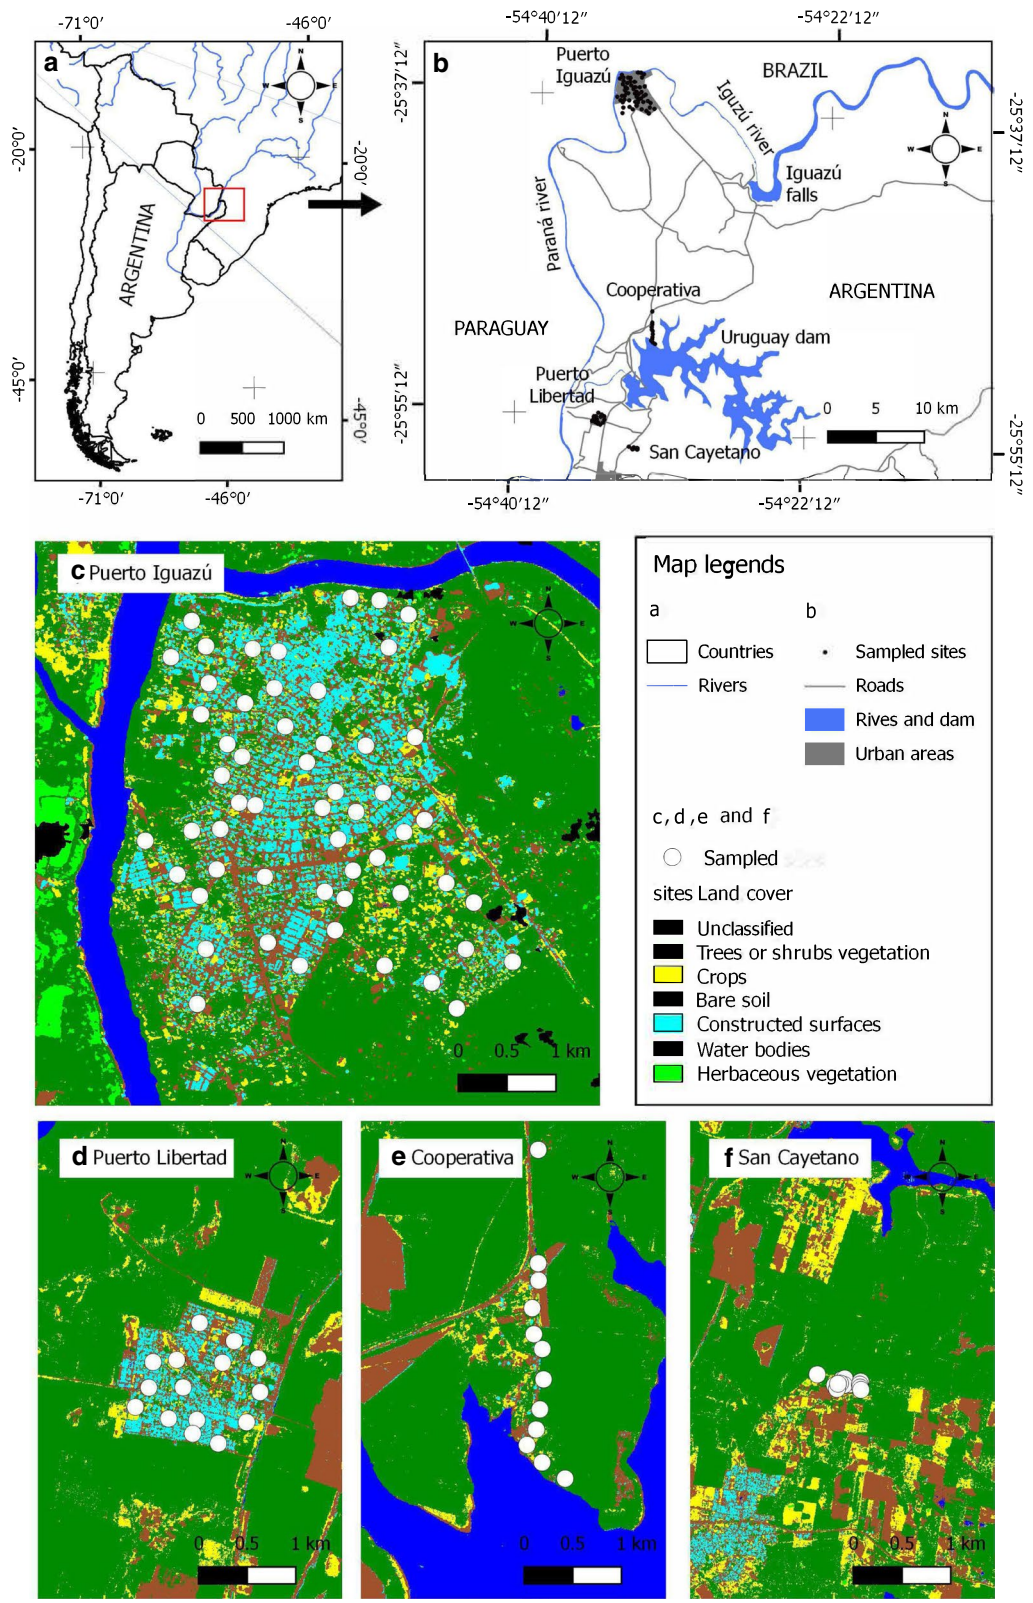 -71°0'
-46°0'
a
N
W
E
S
-20°0'
-20°0'
ARGENTINA
-45°0'
-45°0'
0 500 1000 km
-71°0'
-46°0'
-54°40'12"
-54°22'12"
b
Puerto
Iguazú
BRAZIL
-25°37'12"
-25°37'12"
Iguzú river
N
W
E
S
Iguazú
falls
Paraná river
Cooperativa
ARGENTINA
PARAGUAY
Uruguay dam
Puerto
Libertad
0 5 10 km
San Cayetano
-25°55'12"
-25°55'12"
-54°40'12"
-54°22'12"
c Puerto Iguazú
N
W
E
S
0 0.5 1 km
Map legends
a
b
Countries
Sampled sites
Rivers
Roads
Rives and dam
Urban areas
c,d,e and f
Sampled
sites Land cover
Unclassified
Trees or shrubs vegetation
Crops
Bare soil
Constructed surfaces
Water bodies
Herbaceous vegetation
d Puerto Libertad
N
W
E
S
0 0.5 1 km
e Cooperativa
N
W
E
S
0 0.5 1 km
f San Cayetano
N
W
E
S
0 0.5 1 km